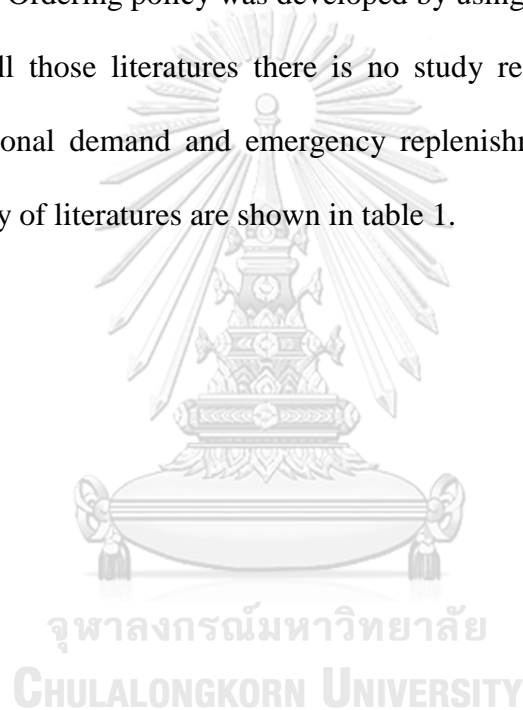 Ordering policy was developed by using
ll those literatures there is no study re
onal demand and emergency replenishm
y of literatures are shown in table 1.
จุฬาลงกรณ์มหาวิทยาลัย
CHULALONGKORN UNIVERSITY